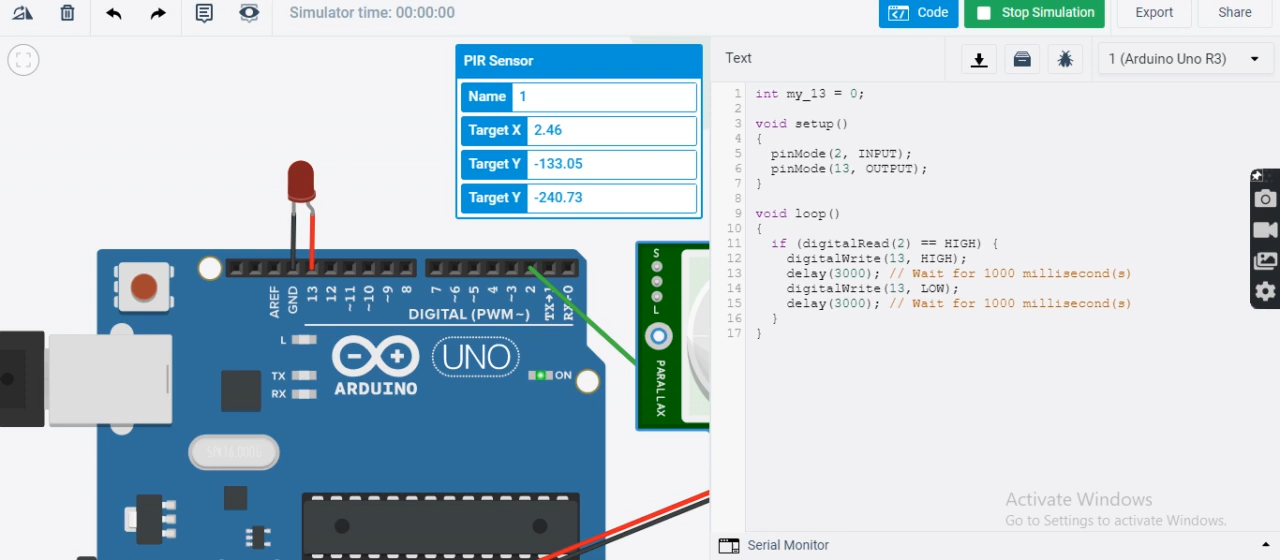 Simulator time: 00:00:00
Code
Stop Simulation
Export
Share
PIR Sensor
Name 1
Target X 2.46
Target Y -133.05
Target Y -240.73
Text
1 (Arduino Uno R3)
1 int my_13 = 0;
2
3 void setup()
4 {
5 pinMode(2, INPUT);
6 pinMode(13, OUTPUT);
7 }
8
9 void loop()
10 {
11 if (digitalRead(2) == HIGH) {
12 digitalWrite(13, HIGH);
13 delay(3000); // Wait for 1000 millisecond(s)
14 digitalWrite(13, LOW);
15 delay(3000); // Wait for 1000 millisecond(s)
16 }
17 }
AREF
GND
13
12
~11
~10
~9
8
7
~6
~5
4
~3
2
TX→1
RX←0
DIGITAL (PWM~)
L
TX
RX
ARDUINO
UNO
ON
S
L
PARALLAX
Activate Windows
Go to Settings to activate Windows.
Serial Monitor